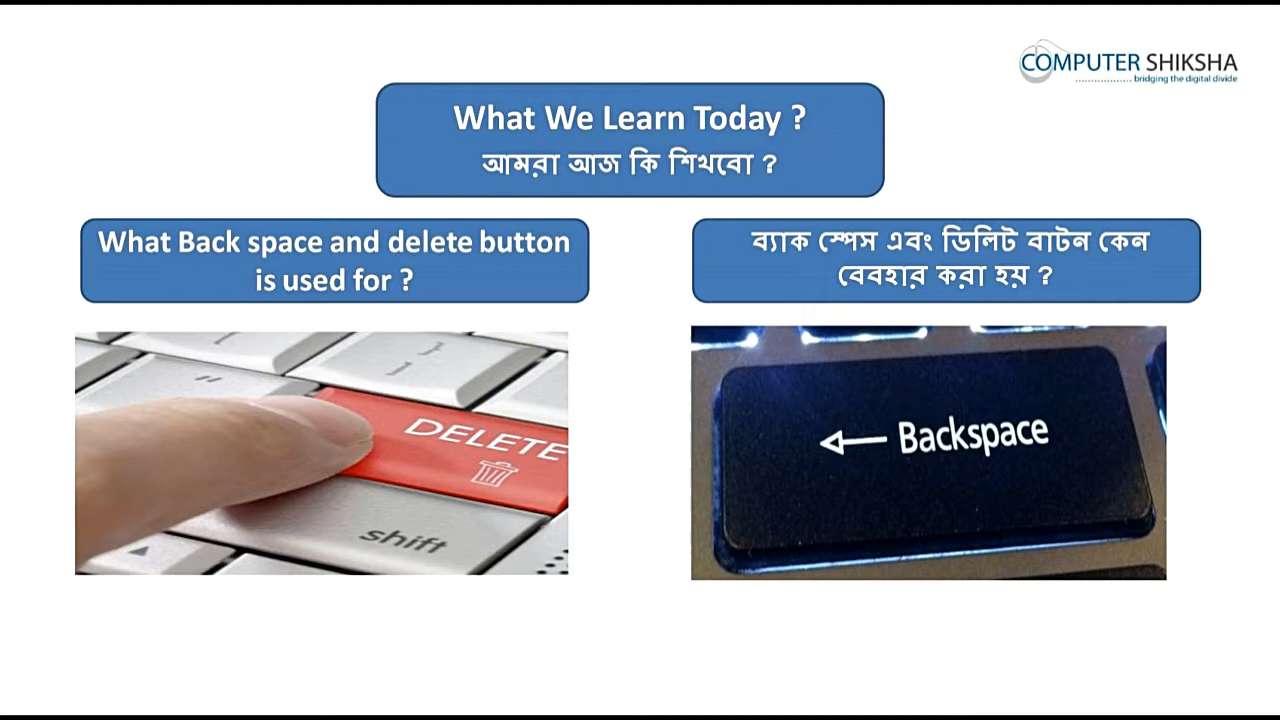 COMPUTER SHIKSHA
bridging the digital divide
What We Learn Today ?
আমরা আজ কি শিখবো ?
What Back space and delete button
is used for ?
ব্যাক স্পেস এবং ডিলিট বাটন কেন
বেবহার করা হয় ?
DELETE
shift
Backspace